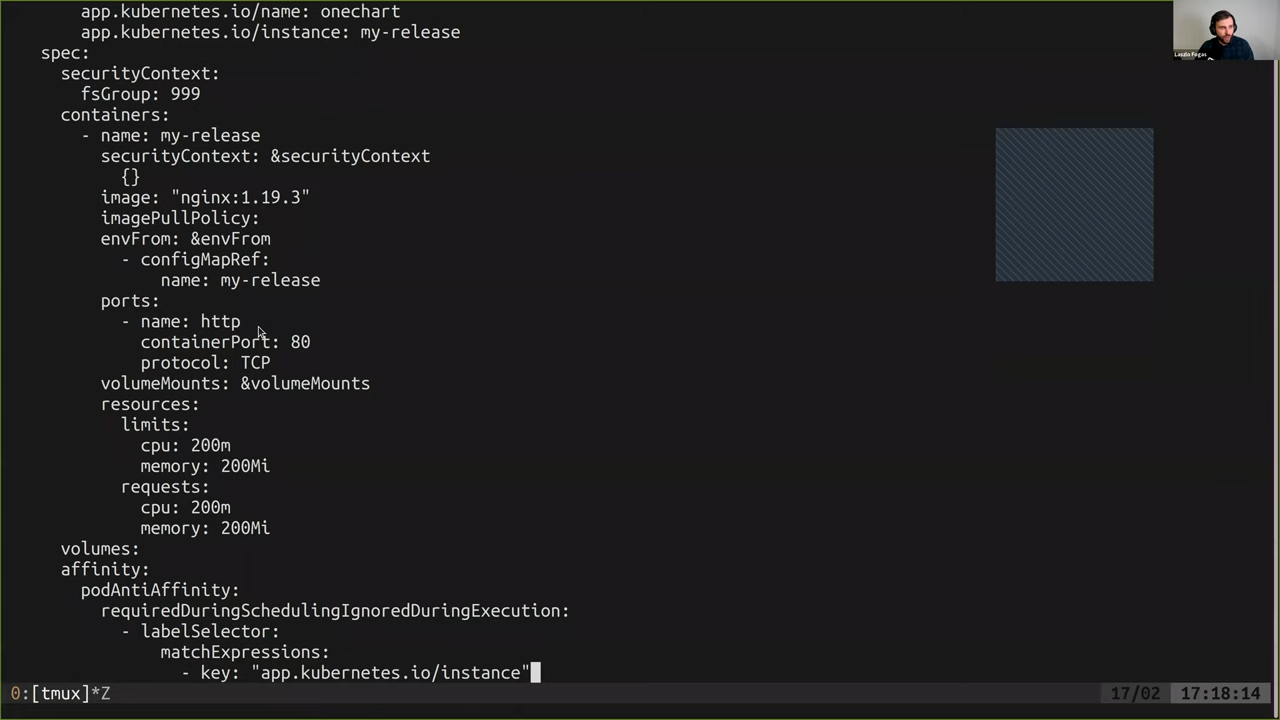 app.kubernetes.io/name: onechart
app.kubernetes.io/instance: my-release
spec:
securityContext:
fsGroup: 999
containers:
- name: my-release
securityContext: &securityContext
{}
image: "nginx:1.19.3"
imagePullPolicy:
envFrom: &envFrom
- configMapRef:
name: my-release
ports:
- name: http
containerPort: 80
protocol: TCP
volumeMounts: &volumeMounts
resources:
limits:
cpu: 200m
memory: 200Mi
requests:
cpu: 200m
memory: 200Mi
volumes:
affinity:
podAntiAffinity:
requiredDuringSchedulingIgnoredDuringExecution:
- labelSelector:
matchExpressions:
- key: "app.kubernetes.io/instance"
0:[tmux]*Z
17/02 17:18:14
Laszlo Fogas